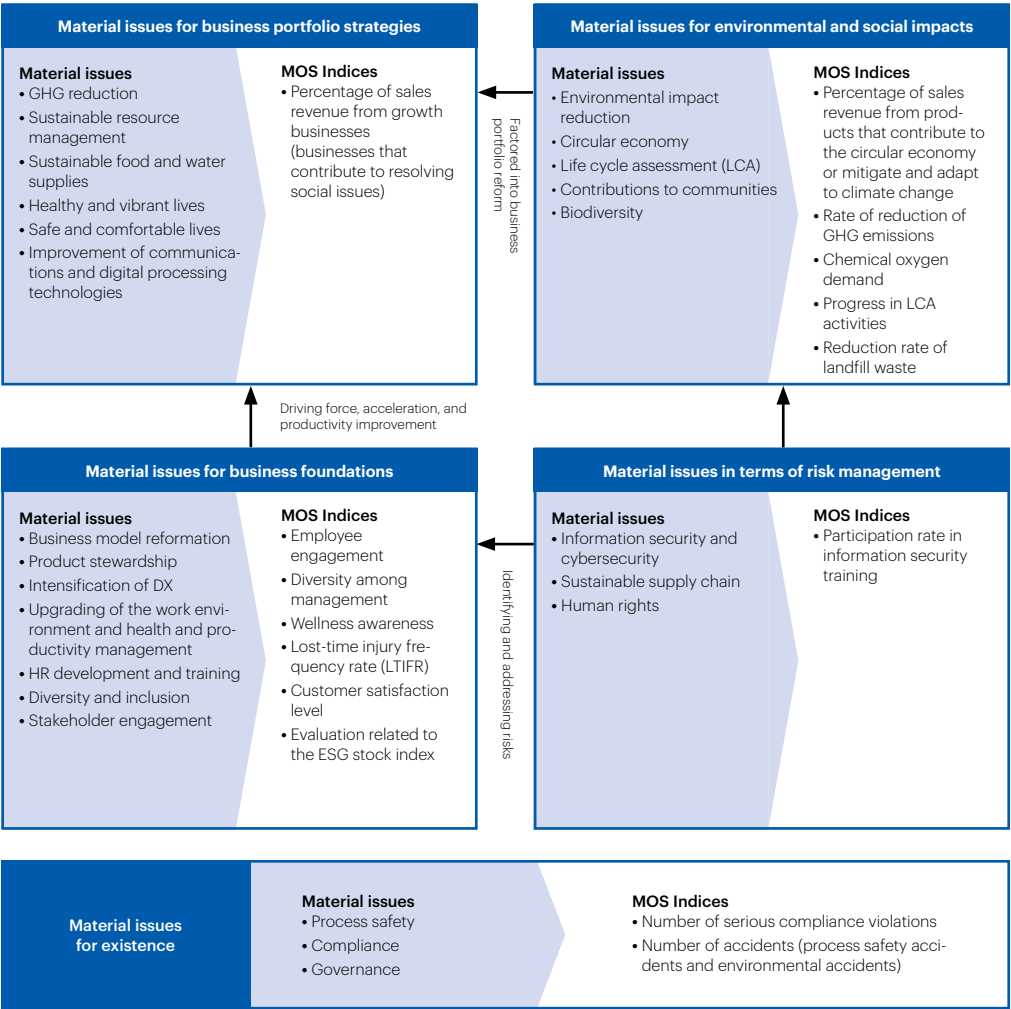 Material issues for business portfolio strategies
Material issues
• GHG reduction
• Sustainable resource
management
• Sustainable food and water
supplies
• Healthy and vibrant lives
• Safe and comfortable lives
• Improvement of communica-
tions and digital processing
technologies
MOS Indices
• Percentage of sales
revenue from growth
businesses
(businesses that
contribute to resolving
social issues)
Factored into business
portfolio reform
Material issues for environmental and social impacts
Material issues
• Environmental impact
reduction
• Circular economy
• Life cycle assessment (LCA)
• Contributions to communities
• Biodiversity
MOS Indices
• Percentage of sales
revenue from prod-
ucts that contribute to
the circular economy
or mitigate and adapt
to climate change
• Rate of reduction of
GHG emissions
• Chemical oxygen
demand
• Progress in LCA
activities
• Reduction rate of
landfill waste
Driving force, acceleration, and
productivity improvement
Material issues for business foundations
Material issues
• Business model reformation
• Product stewardship
• Intensification of DX
• Upgrading of the work envi-
ronment and health and pro-
ductivity management
• HR development and training
• Diversity and inclusion
• Stakeholder engagement
MOS Indices
• Employee
engagement
• Diversity among
management
• Wellness awareness
• Lost-time injury fre-
quency rate (LTIFR)
• Customer satisfaction
level
• Evaluation related to
the ESG stock index
Identifying and addressing risks
Material issues in terms of risk management
Material issues
• Information security and
cybersecurity
• Sustainable supply chain
• Human rights
MOS Indices
• Participation rate in
information security
training
Material issues
for existence
Material issues
• Process safety
• Compliance
• Governance
MOS Indices
• Number of serious compliance violations
• Number of accidents (process safety acci-
dents and environmental accidents)